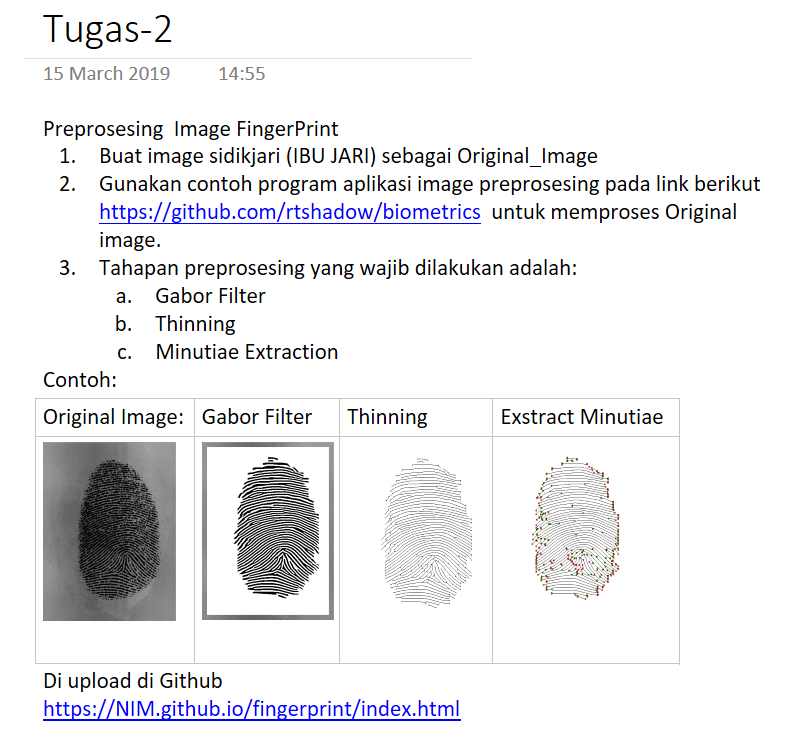 Tugas-2
15 March 2019 14:55
Preprosesing  Image FingerPrint
1. Buat image sidikjari (IBU JARI) sebagai Original_Image
2. Gunakan contoh program aplikasi image preprosesing pada link berikut
https://github.com/rtshadow/biometrics  untuk memproses Original
image.
3. Tahapan preprosesing yang wajib dilakukan adalah:
a. Gabor Filter
b. Thinning
c. Minutiae Extraction
Contoh:
Original Image: Gabor Filter Thinning Exstract Minutiae
Di upload di Github
https://NIM.github.io/fingerprint/index.html